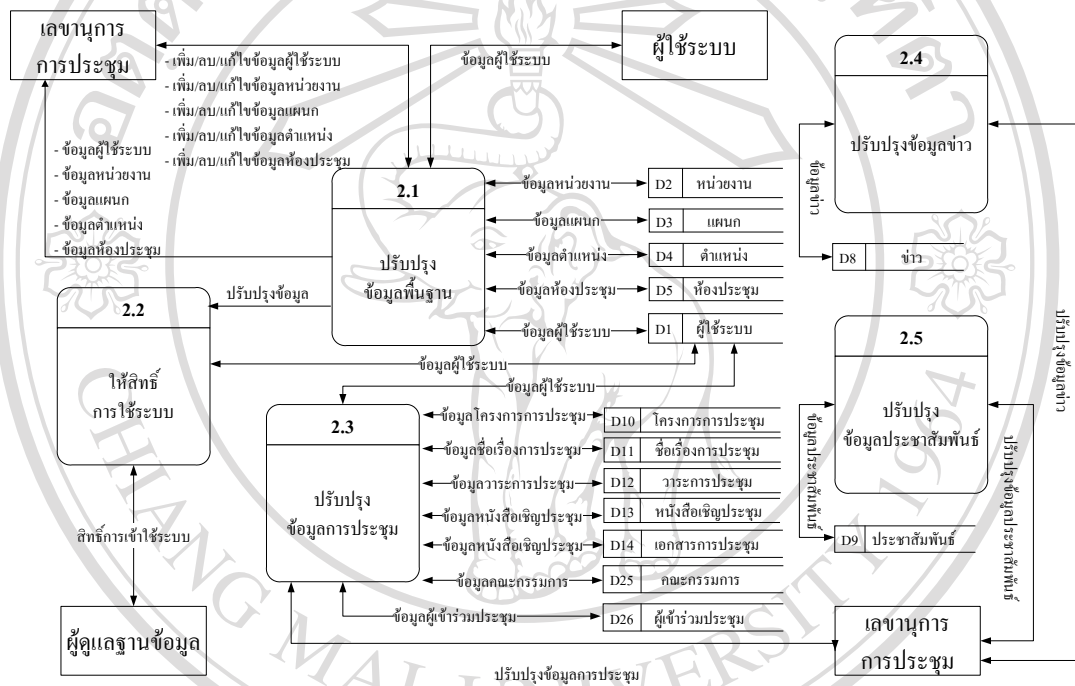 เลขานุการ
การประชุม
ผู้ใช้ระบบ
ข้อมูลผู้ใช้ระบบ
- เพิ่ม/ลบ/แก้ไขข้อมูลผู้ใช้ระบบ
- เพิ่ม/ลบ/แก้ไขข้อมูลหน่วยงาน
- เพิ่ม/ลบ/แก้ไขข้อมูลแผนก
- เพิ่ม/ลบ/แก้ไขข้อมูลตำแหน่ง
- เพิ่ม/ลบ/แก้ไขข้อมูลห้องประชุม
- ข้อมูลผู้ใช้ระบบ
- ข้อมูลหน่วยงาน
- ข้อมูลแผนก
- ข้อมูลตำแหน่ง
- ข้อมูลห้องประชุม
2.1
ปรับปรุง
ข้อมูลพื้นฐาน
ข้อมูลหน่วยงาน
D2 หน่วยงาน
ข้อมูลแผนก
D3 แผนก
ข้อมูลตำแหน่ง
D4 ตำแหน่ง
ข้อมูลห้องประชุม
D5 ห้องประชุม
ข้อมูลผู้ใช้ระบบ
D1 ผู้ใช้ระบบ
2.4
ปรับปรุงข้อมูลข่าว
ข้อมูลข่าว
D8 ข่าว
ปรับปรุงข้อมูลข่าว
ปรับปรุงข้อมูล
2.2
ให้สิทธิ์
การใช้ระบบ
ข้อมูลผู้ใช้ระบบ
ข้อมูลผู้ใช้ระบบ
2.3
ปรับปรุง
ข้อมูลการประชุม
ข้อมูลโครงการการประชุม
D10 โครงการการประชุม
ข้อมูลชื่อเรื่องการประชุม
D11 ชื่อเรื่องการประชุม
ข้อมูลวาระการประชุม
D12 วาระการประชุม
ข้อมูลหนังสือเชิญประชุม
D13 หนังสือเชิญประชุม
ข้อมูลหนังสือเชิญประชุม
D14 เอกสารการประชุม
ข้อมูลคณะกรรมการ
D25 คณะกรรมการ
ข้อมูลผู้เข้าร่วมประชุม
D26 ผู้เข้าร่วมประชุม
2.5
ปรับปรุง
ข้อมูลประชาสัมพันธ์
ข้อมูลประชาสัมพันธ์
D9 ประชาสัมพันธ์
ปรับปรุงข้อมูลประชาสัมพันธ์
สิทธิ์การเข้าใช้ระบบ
ผู้ดูแลฐานข้อมูล
เลขานุการ
การประชุม
ปรับปรุงข้อมูลการประชุม
CHIANG MAI UNIVERSITY 1964